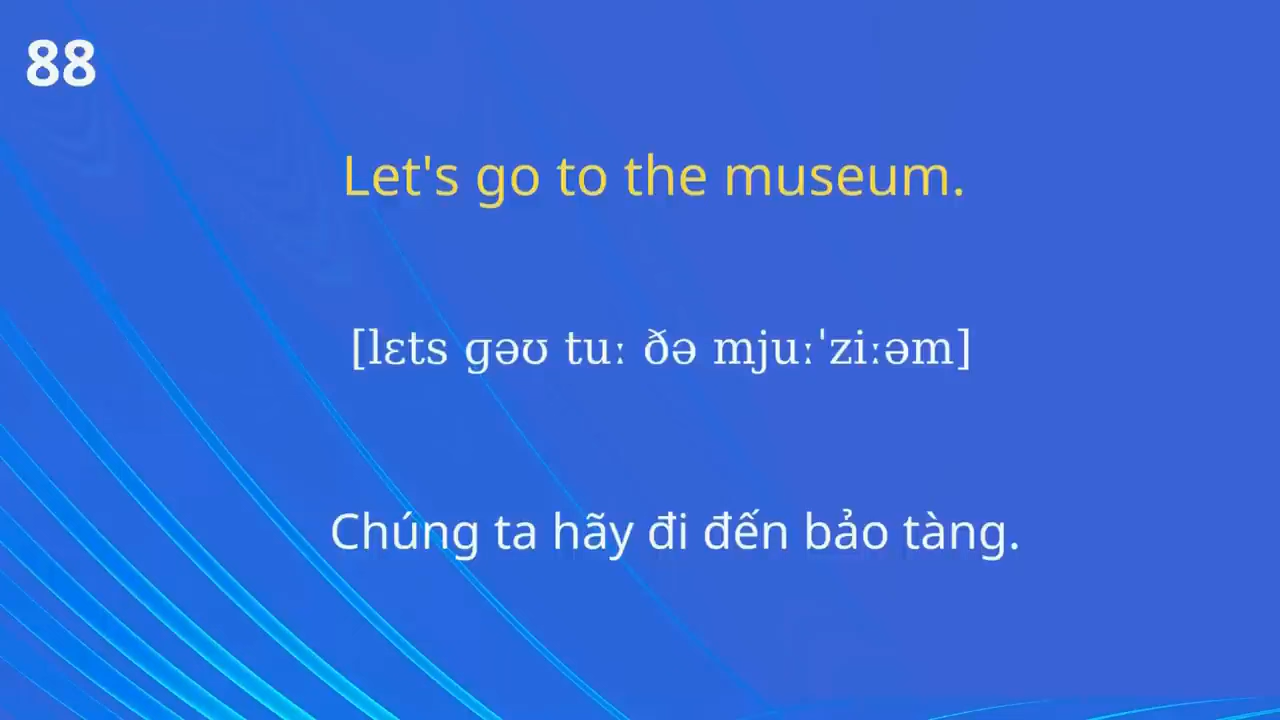 88
Let's go to the museum.
[lɛts ɡəʊ tuː ðə mjuːˈziːəm]
Chúng ta hãy đi đến bảo tàng.